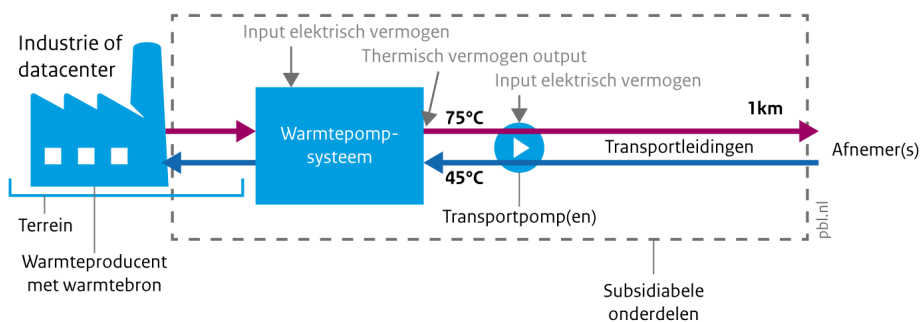 Industrie of
datacenter
Input elektrisch vermogen
Thermisch vermogen output
Input elektrisch vermogen
75°C
1km
Warmtepomp-
systeem
Transportleidingen
Afnemer(s)
45°C
Terrein
Transportpomp(en)
pbl.nl
Warmteproducent
met warmtebron
Subsidiabele
onderdelen